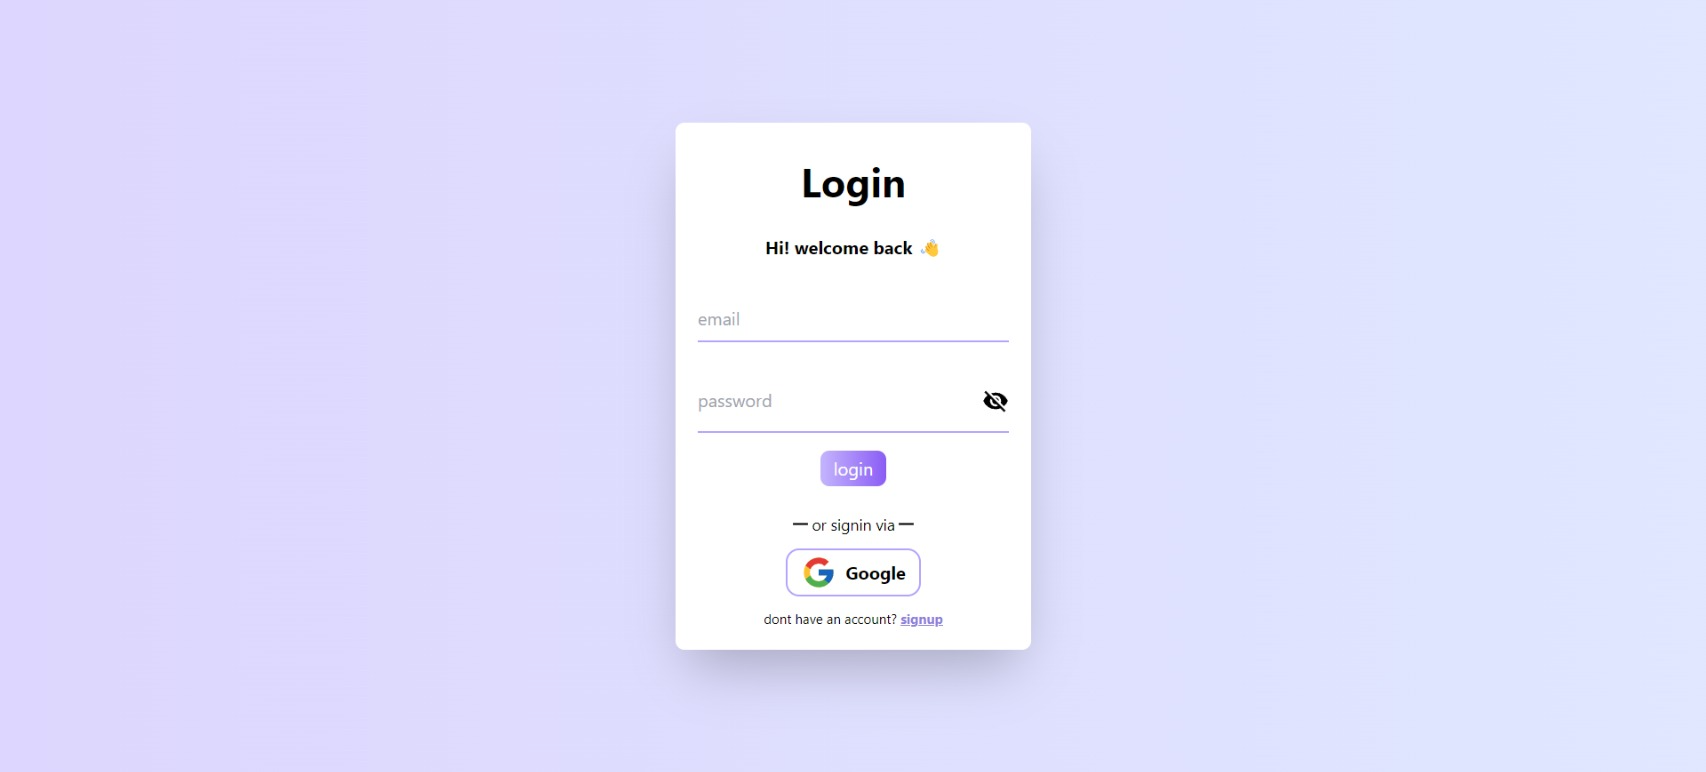 Login
Hi! welcome back 👋
email
password
login
— or signin via —
Google
dont have an account? signup